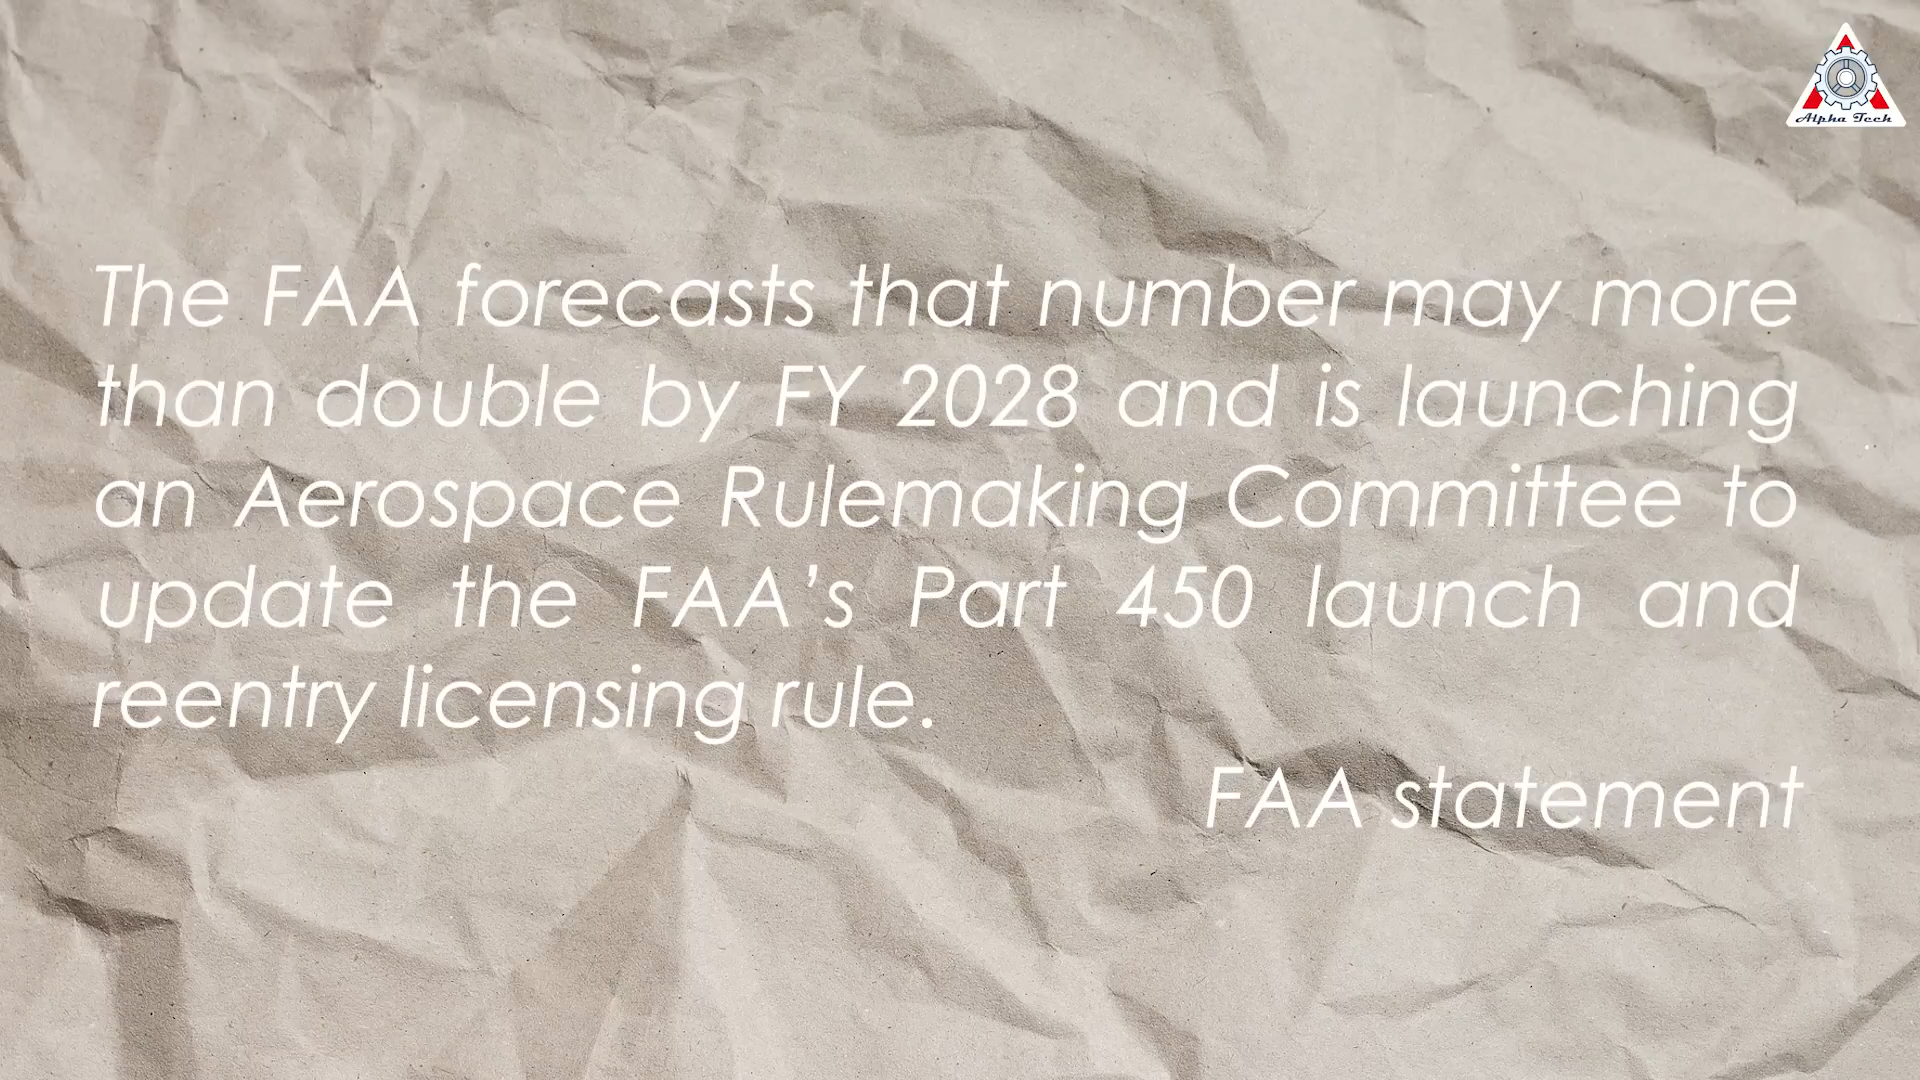 Alpha Tech
The FAA forecasts that number may more
than double by FY 2028 and is launching
an Aerospace Rulemaking Committee to
update the FAA’s Part 450 launch and
reentry licensing rule.
FAA statement